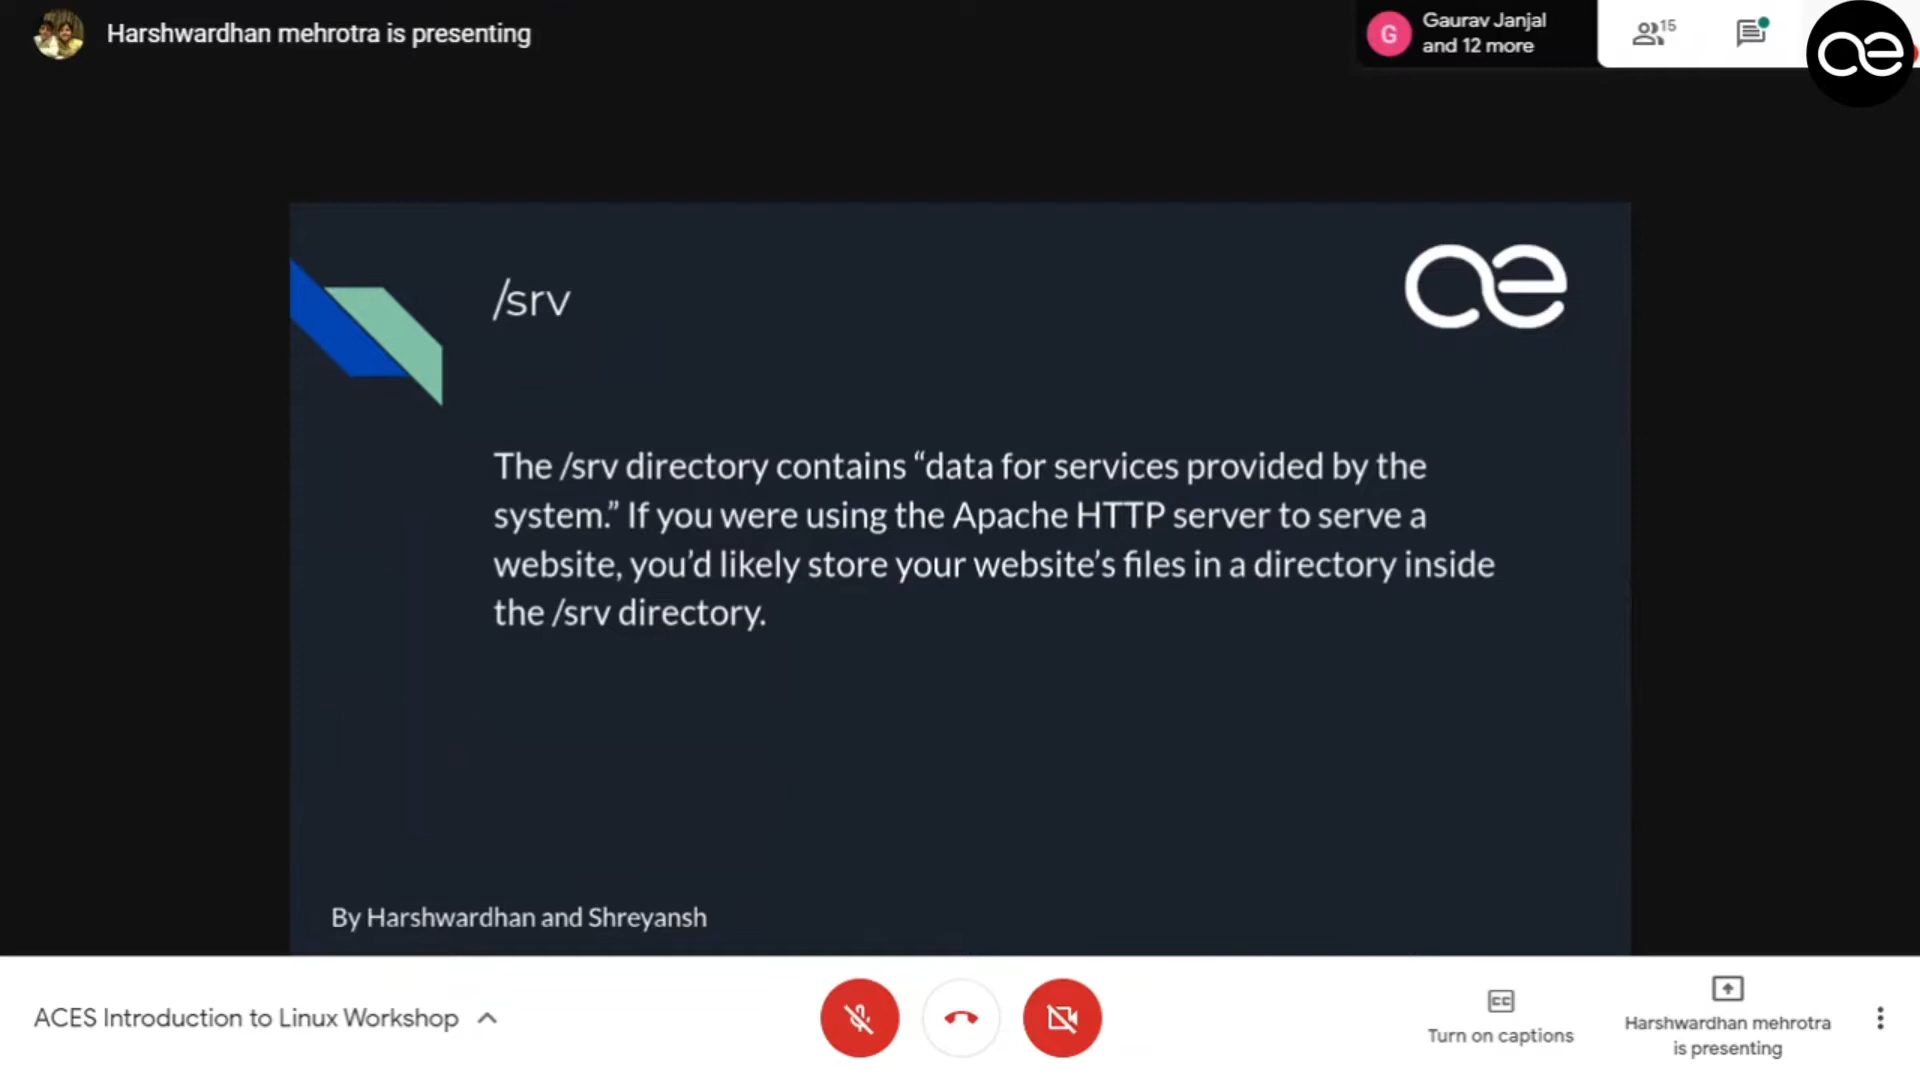 Harshwardhan mehrotra is presenting
G
Gaurav Janjal
and 12 more
15
/srv
The /srv directory contains “data for services provided by the
system.” If you were using the Apache HTTP server to serve a
website, you’d likely store your website’s files in a directory inside
the /srv directory.
By Harshwardhan and Shreyansh
ACES Introduction to Linux Workshop
CC
Turn on captions
Harshwardhan mehrotra
is presenting